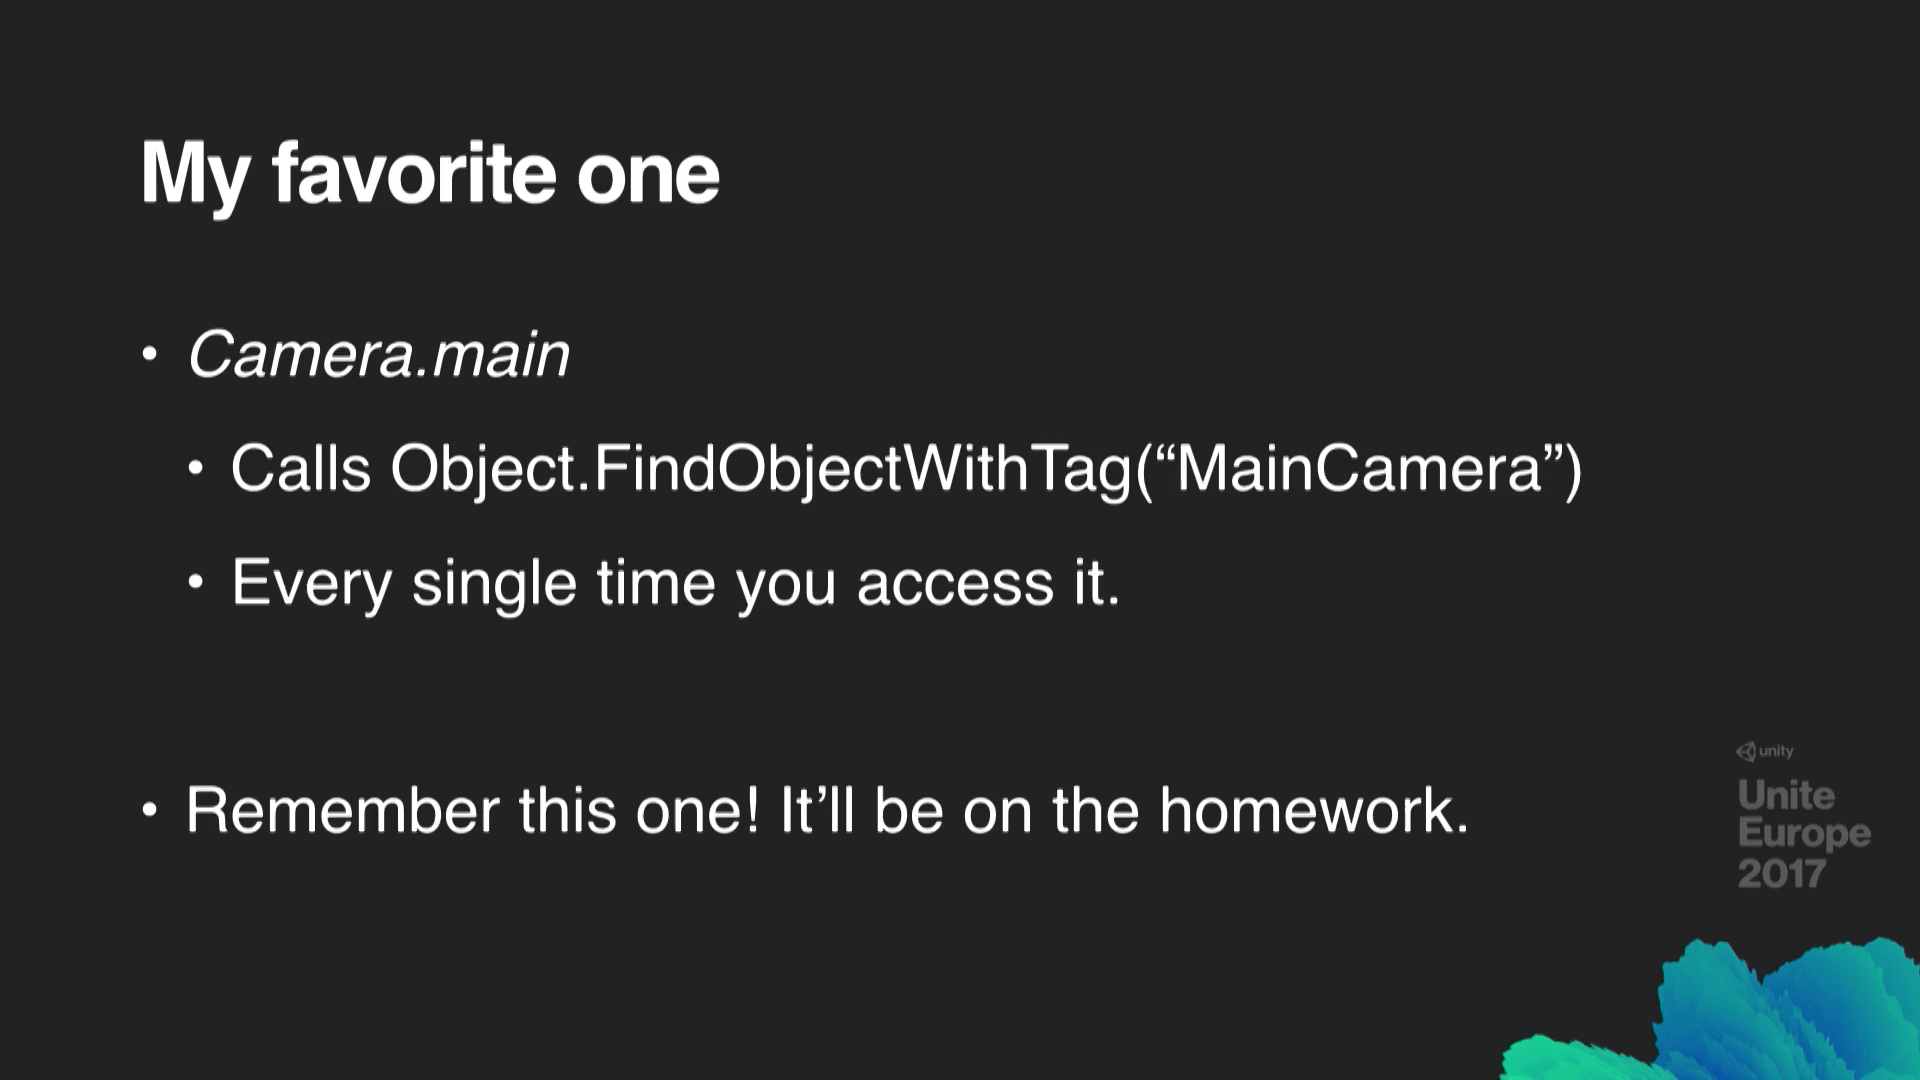 My favorite one
• Camera.main
• Calls Object.FindObjectWithTag(“MainCamera”)
• Every single time you access it.
• Remember this one! It’ll be on the homework.
unity
Unite
Europe
2017